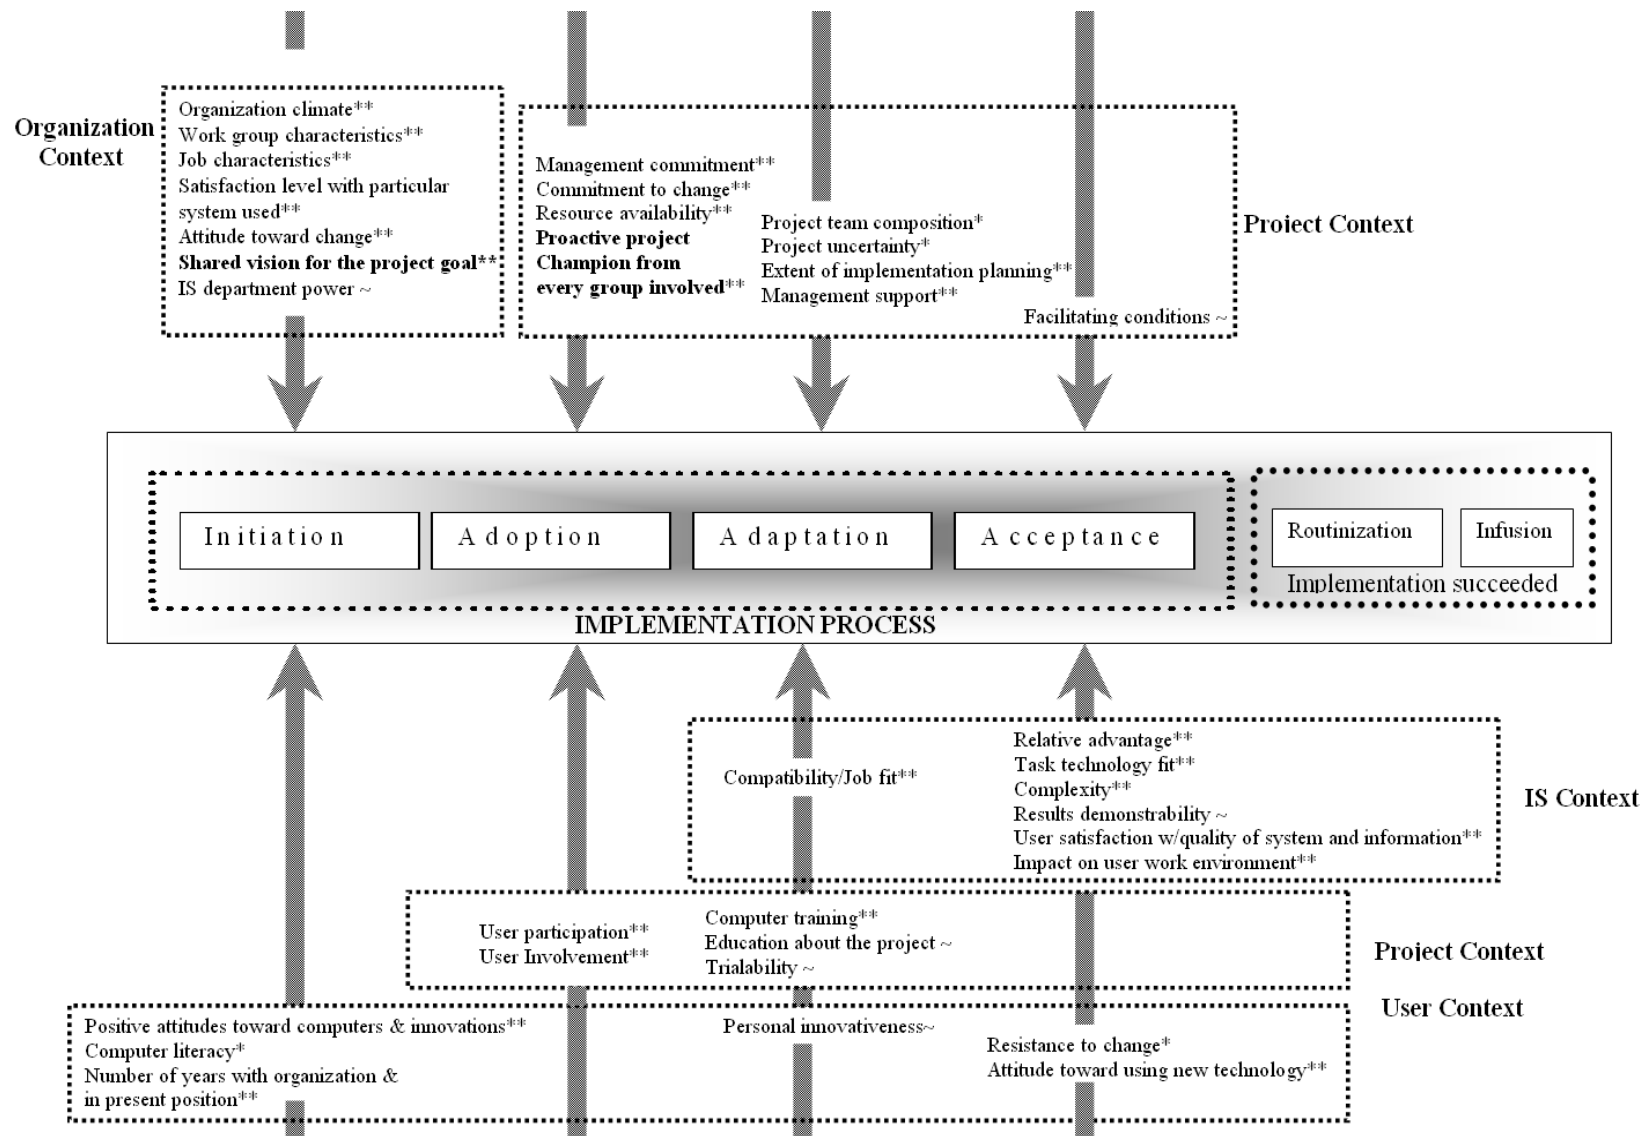 Organization
Context
Organization climate**
Work group characteristics**
Job characteristics**
Satisfaction level with particular
system used**
Attitude toward change**
Shared vision for the project goal**
IS department power ~
Management commitment**
Commitment to change**
Resource availability**
Proactive project
Champion from
every group involved**
Project team composition*
Project uncertainty*
Extent of implementation planning**
Management support**
Facilitating conditions ~
Project Context
Initiation
Adoption
Adaptation
Acceptance
Routinization
Infusion
Implementation succeeded
IMPLEMENTATION PROCESS
Compatibility/Job fit**
Relative advantage**
Task technology fit**
Complexity**
Results demonstrability ~
User satisfaction w/quality of system and information**
Impact on user work environment**
IS Context
User participation**
User Involvement**
Computer training**
Education about the project ~
Trialability ~
Project Context
User Context
Positive attitudes toward computers & innovations**
Computer literacy*
Number of years with organization &
in present position**
Personal innovativeness~
Resistance to change*
Attitude toward using new technology**